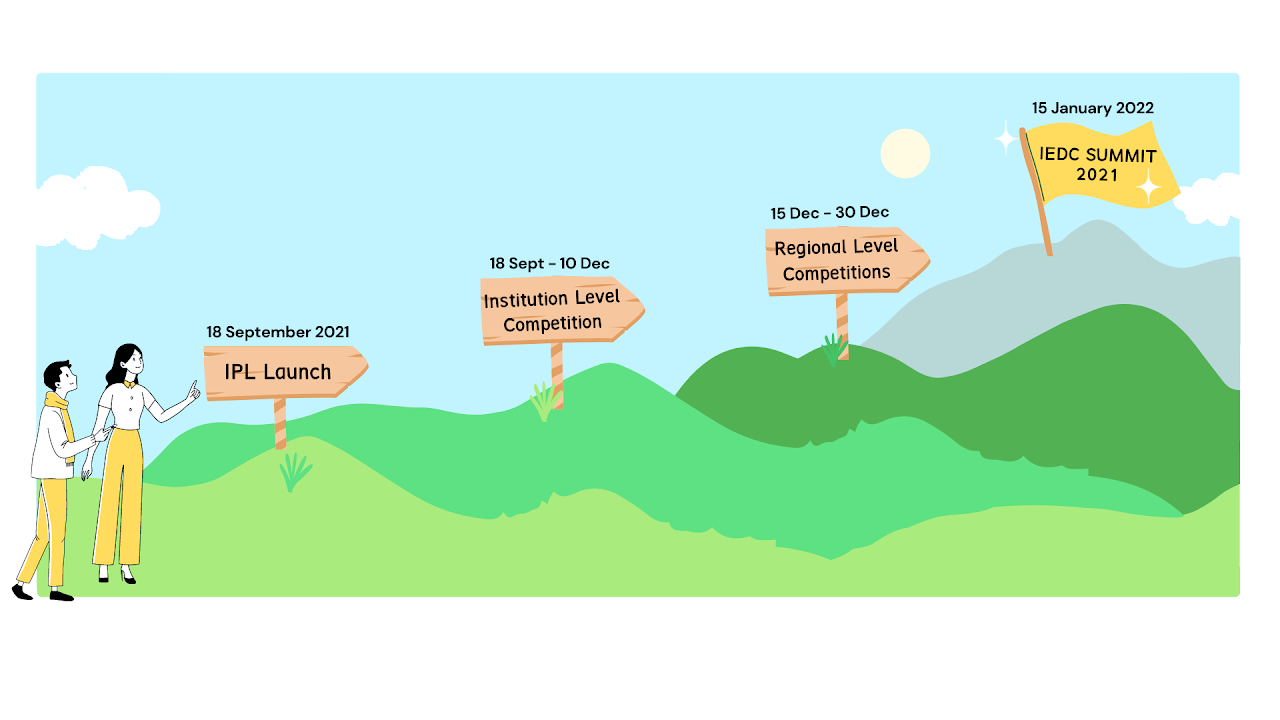 18 September 2021
IPL Launch
18 Sept - 10 Dec
Institution Level
Competition
15 Dec - 30 Dec
Regional Level
Competitions
15 January 2022
IEDC SUMMIT
2021